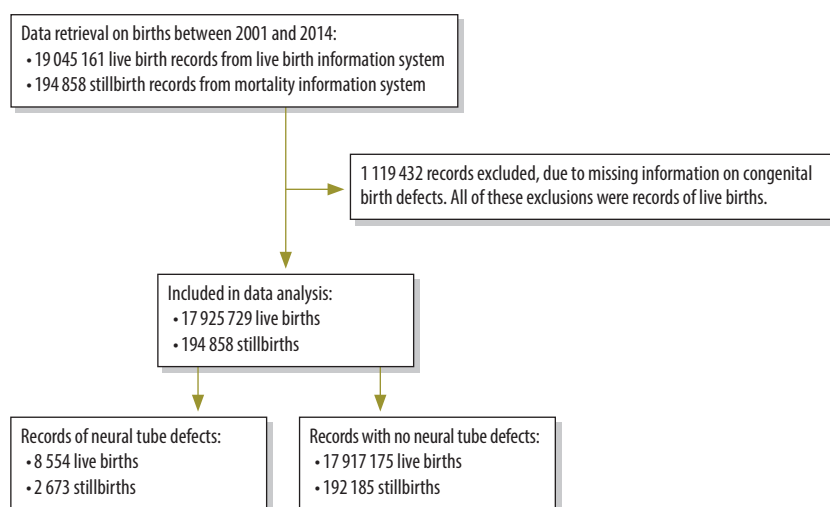 Data retrieval on births between 2001 and 2014:
• 19 045 161 live birth records from live birth information system
• 194 858 stillbirth records from mortality information system
1 119 432 records excluded, due to missing information on congenital
birth defects. All of these exclusions were records of live births.
Included in data analysis:
• 17 925 729 live births
• 194 858 stillbirths
Records of neural tube defects:
• 8 554 live births
• 2 673 stillbirths
Records with no neural tube defects:
• 17 917 175 live births
• 192 185 stillbirths